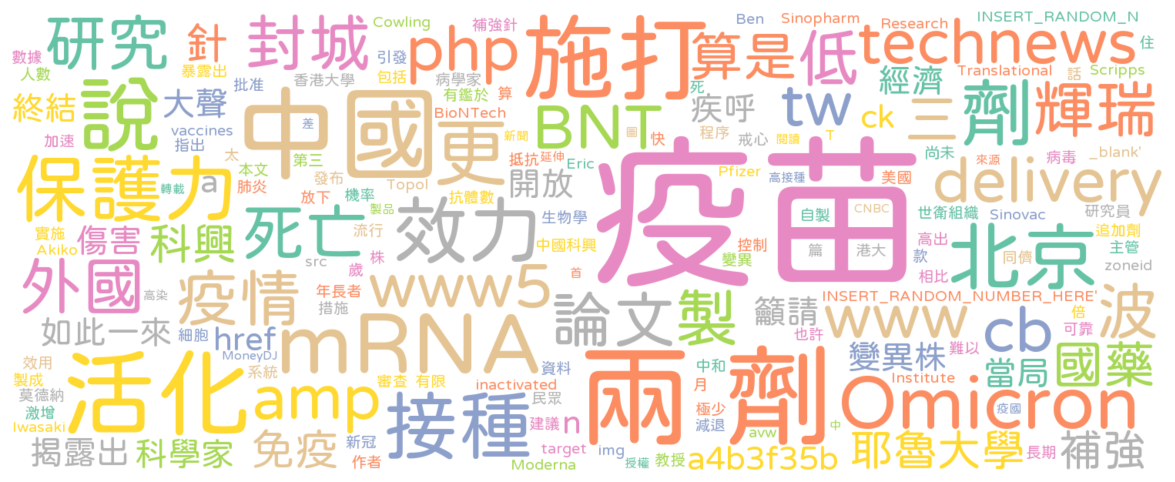 Cowling 補強針 Ben Sinopharm Research INSERT_RANDOM_N
研究 針 封城 php 施打 算是 低 technews 住
數據 人數 暴露出 引發 包括 經濟 Translational 話 Scripps
終結 說 大聲 批准 香港大學 病學家 有鑑於 算 疾呼 死 tw ck 三 劑 輝瑞
加速 vaccines 指出 差 中國 更 BioNTech BNT 新聞 圖 戒心 快 程序 閱讀 T 尚未 來源 病毒 _blank'
保護力 轉載 太 本文 肺炎 第三 發布 放下 機率 Topol 抗體數 抵抗 延伸 Eric 開放 疫苗 Pfizer 高接種 美國 delivery
a 死亡 製品 流行 效力 生物學 自製 CNBC 世衛組織 Sinovac 研究員 追加劑
實施 Akiko 傷害 科興 src 株 中國科興 控制 變異 篇 港大 高出 款 北京 同儕 主管 zoneid
外國 高染 疫情 歲 年長者 措施 www5 首 論文 製 籲請 相比 INSERT_RANDOM_NUMBER_HERE' 倍 可靠
如此一來 細胞 href mRNA 也許 www cb 波
效用 MoneyDJ 系統 兩劑 資料 中和 月 變異株 難以 當局 國藥
製成 莫德納 激增 Iwasaki 活化 amp 審查 有限 inactivated 民眾 接種 極少 減退 Omicron Institute 疫國
揭露出 科學家 免疫 新冠 作者 建議 n target Moderna img 授權 教授 avw a4b3f35b 中 耶魯大學 長期 補強